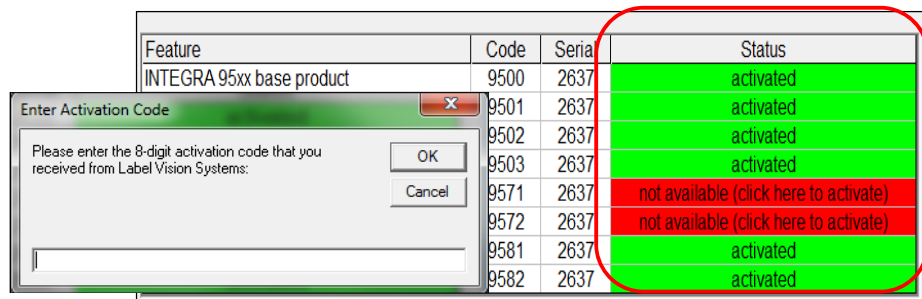 Feature Code Serial Status
INTEGRA 95xx base product 9500 2637 activated
9501 2637 activated
9502 2637 activated
9503 2637 activated
9571 2637 not available (click here to activate)
9572 2637 not available (click here to activate)
9581 2637 activated
9582 2637 activated
Enter Activation Code
Please enter the 8-digit activation code that you
received from Label Vision Systems:
OK
Cancel